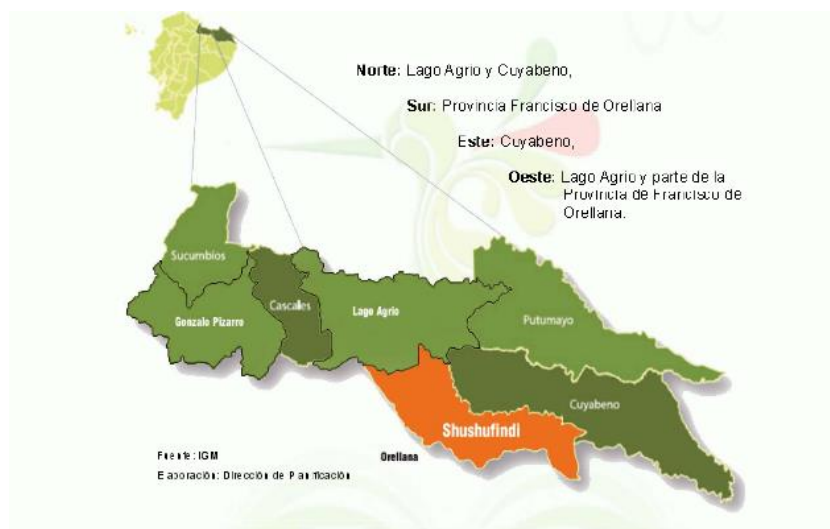 Norte: Lago Agrio y Cuyabeno,
Sur: Provincia Francisco de Orellana
Este: Cuyabeno,
Oeste: Lago Agrio y parte de la
Provincia de Francisco de
Orellana.
Sucumbios
Cascales
Gonzalo Pizarro
Lago Agrio
Putumayo
Cuyabeno
Shushufindi
Orellana
Fuente: IGM
Elaboración: Dirección de Planificación